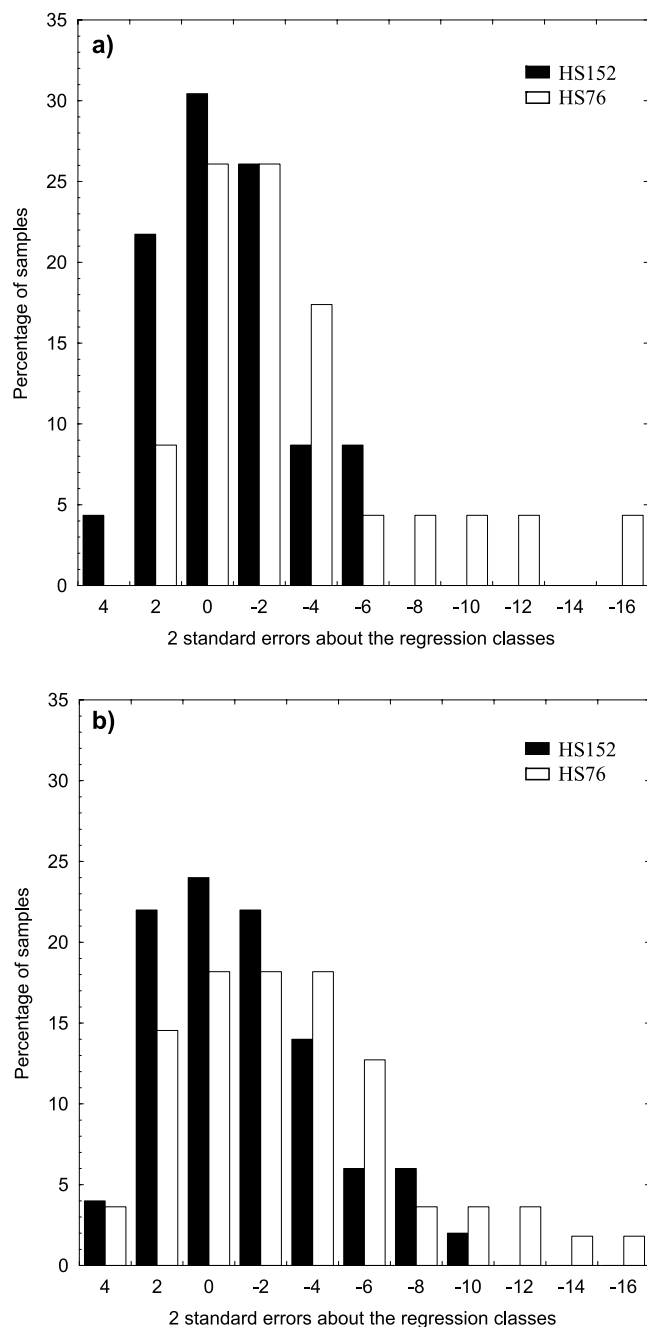 a)
HS152
HS76
Percentage of samples
35
30
25
20
15
10
5
0
4 2 0 -2 -4 -6 -8 -10 -12 -14 -16
2 standard errors about the regression classes
b)
HS152
HS76
Percentage of samples
35
30
25
20
15
10
5
0
4 2 0 -2 -4 -6 -8 -10 -12 -14 -16
2 standard errors about the regression classes